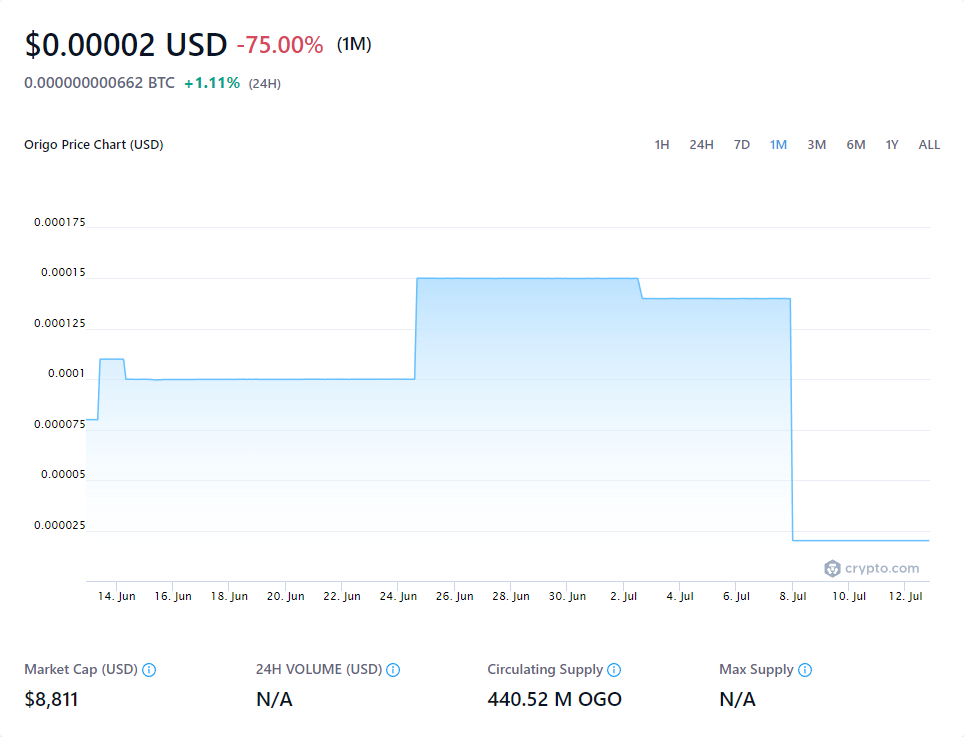 $0.00002 USD -75.00% (1M)
0.000000000662 BTC +1.11% (24H)
Origo Price Chart (USD) 1H 24H 7D 1M 3M 6M 1Y ALL
0.000175
0.00015
0.000125
0.0001
0.000075
0.00005
0.000025
crypto.com
14. Jun 16. Jun 18. Jun 20. Jun 22. Jun 24. Jun 26. Jun 28. Jun 30. Jun 2. Jul 4. Jul 6. Jul 8. Jul 10. Jul 12. Jul
Market Cap (USD) 24H VOLUME (USD) Circulating Supply Max Supply
$8,811 N/A 440.52 M OGO N/A